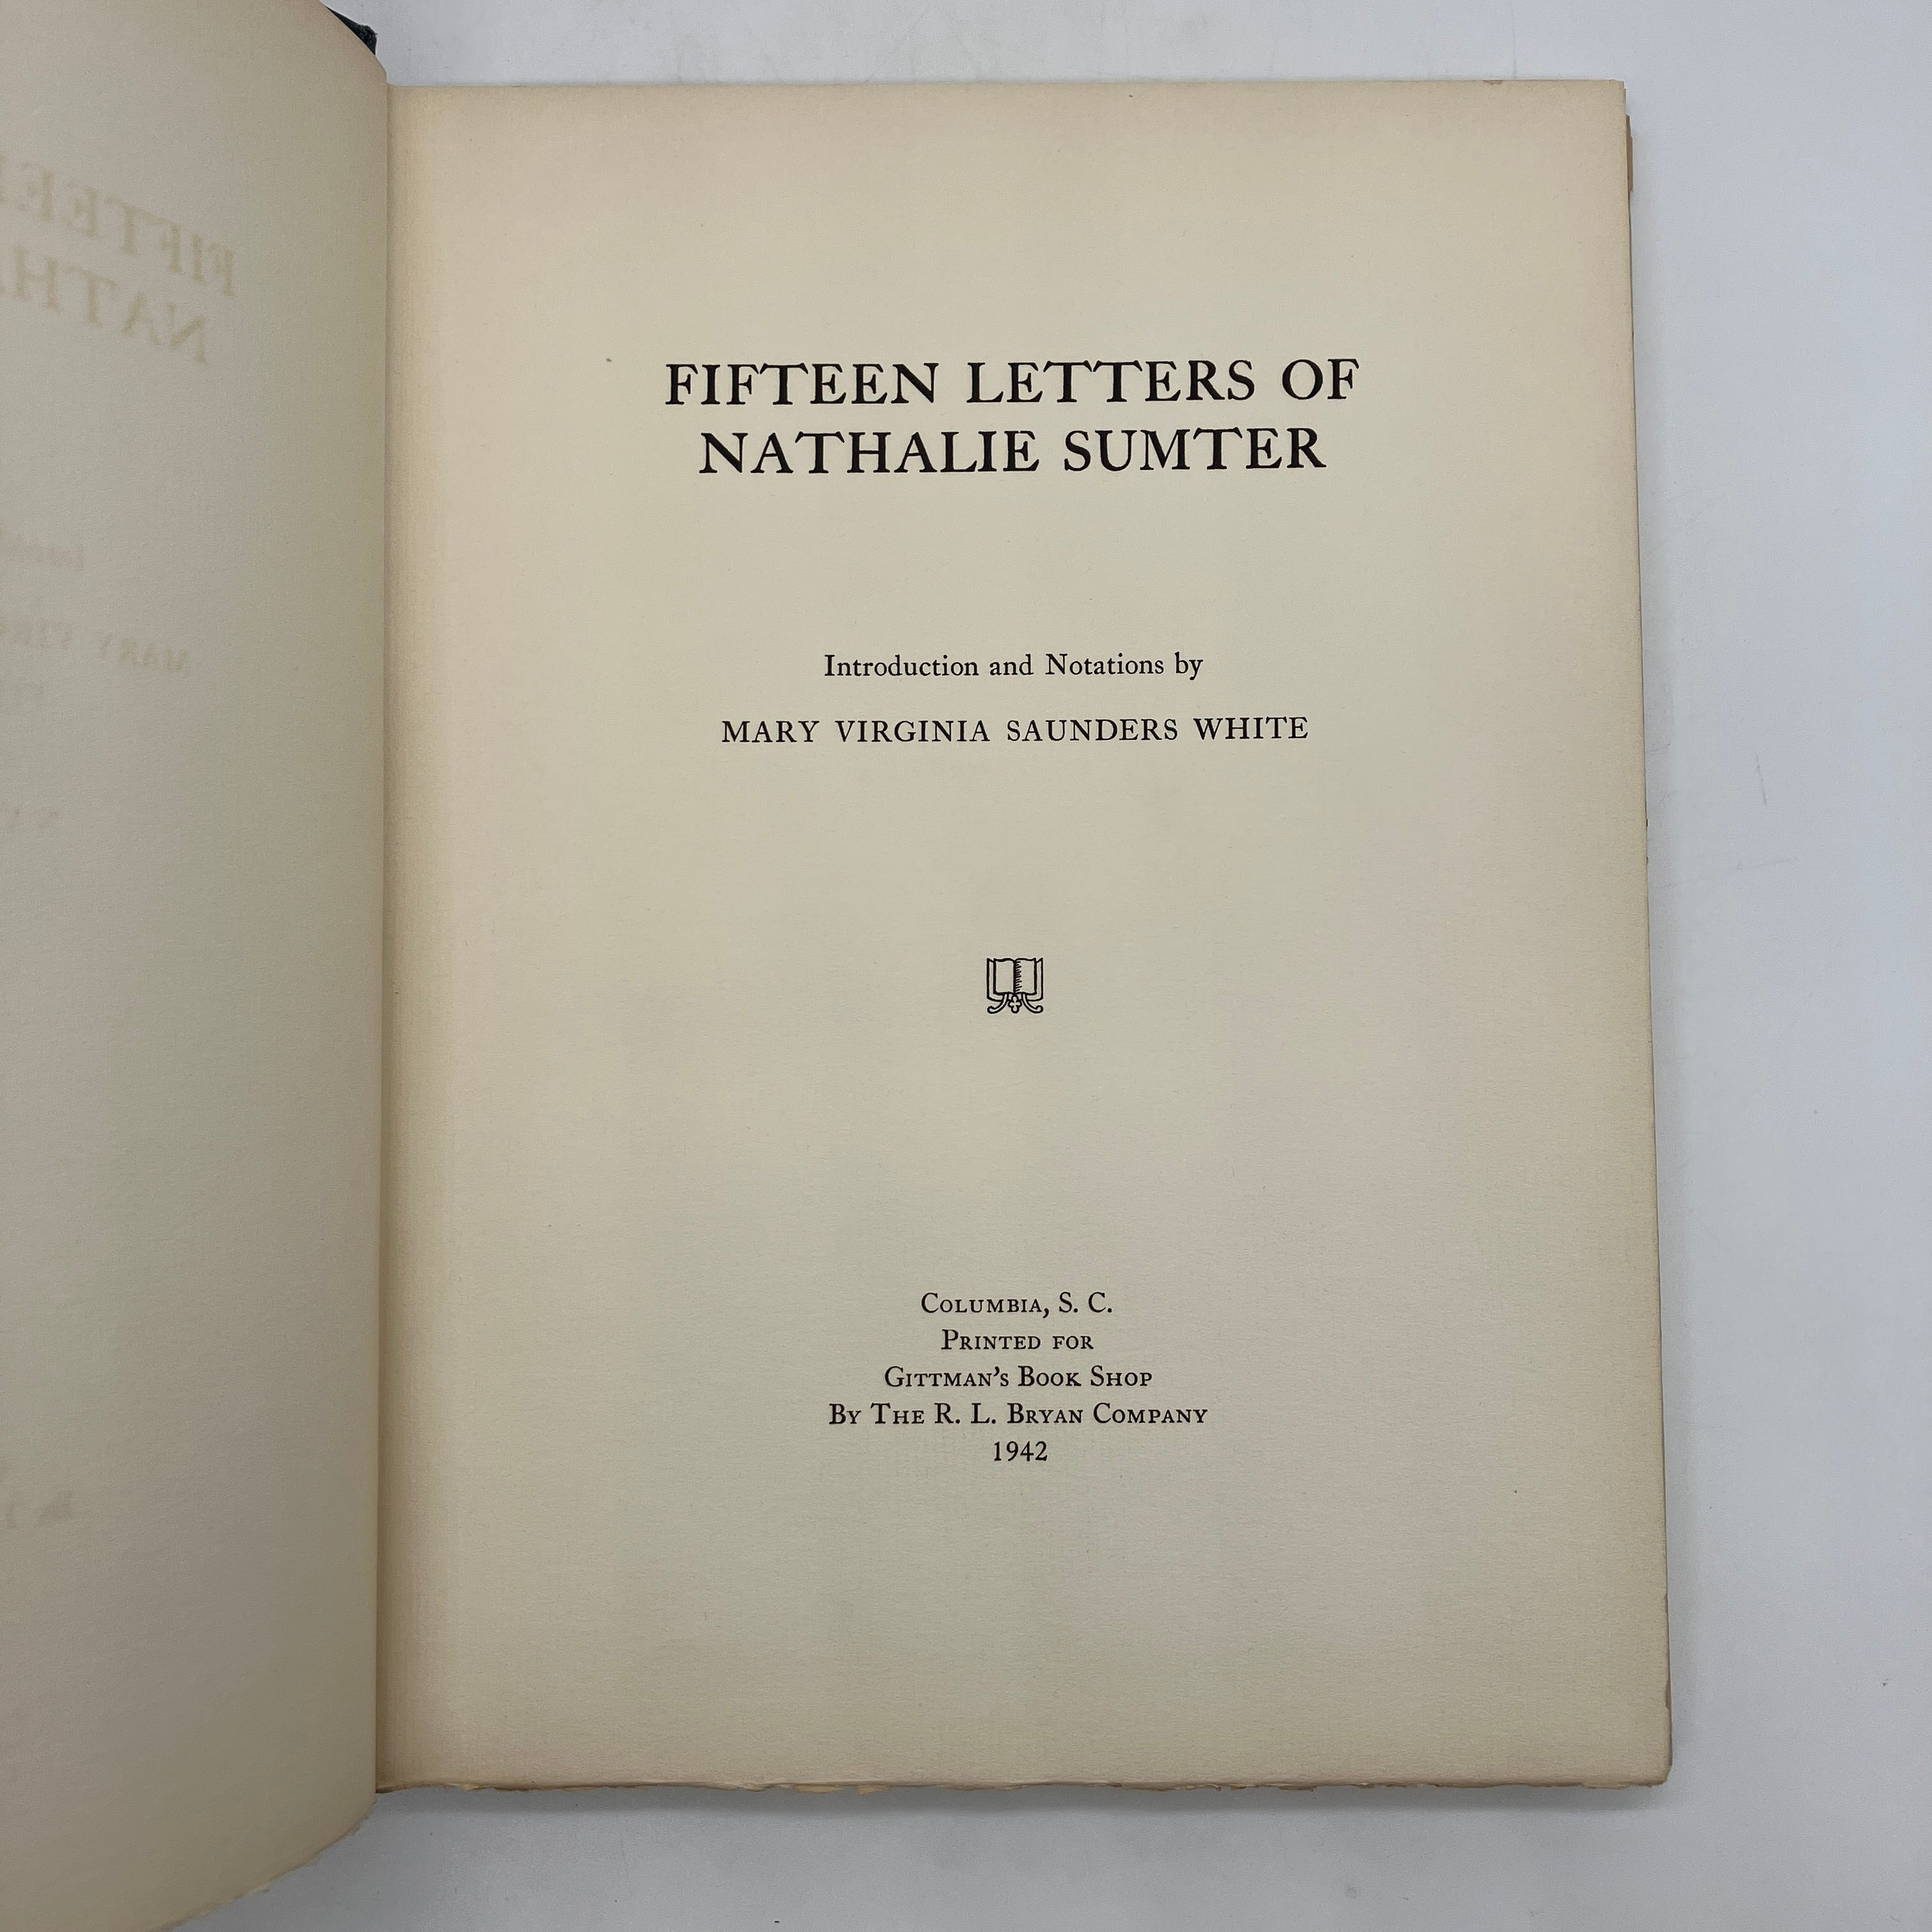 FIFTEEN LETTERS OF
NATHALIE SUMTER
Introduction and Notations by
MARY VIRGINIA SAUNDERS WHITE
COLUMBIA, S. C.
PRINTED FOR
GITTMAN'S BOOK SHOP
BY THE R. L. BRYAN COMPANY
1942